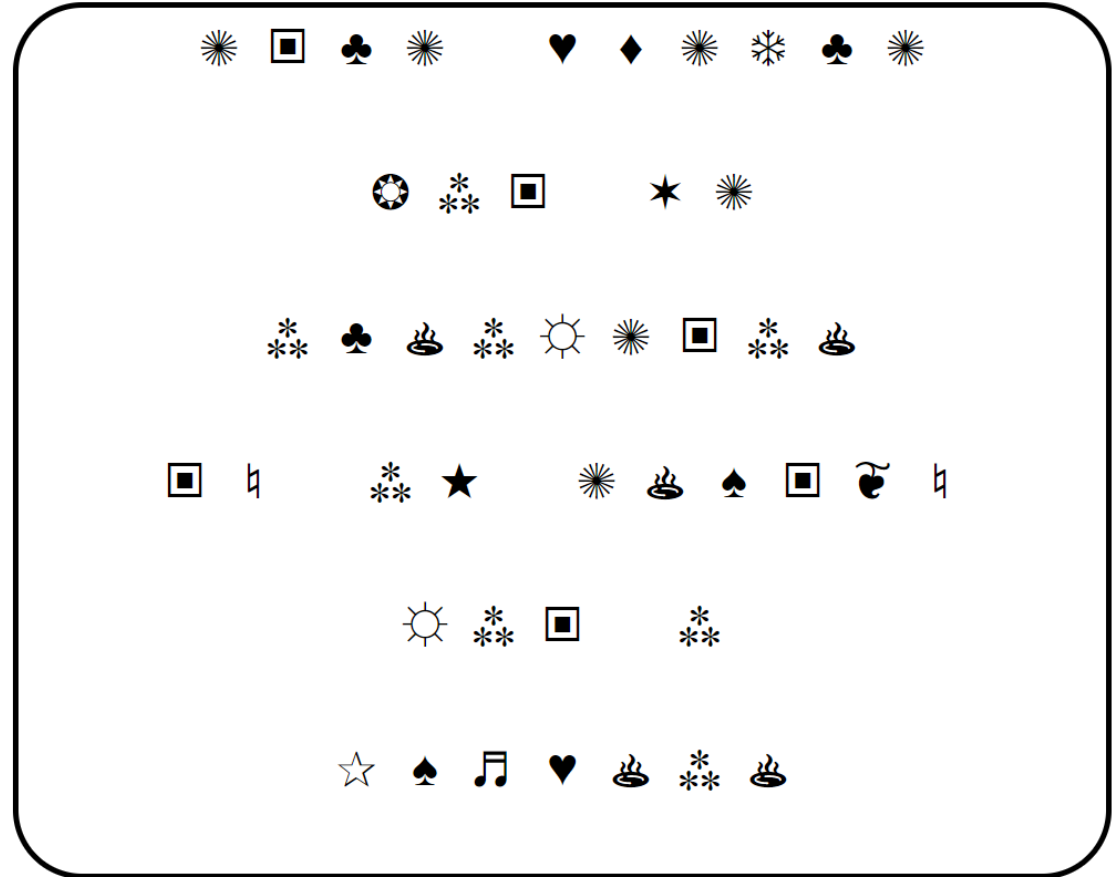 ✺ ▣ ♣ ✺ ♥ ♦ ✺ ❄ ♣ ✺
❂ ⁂ ▣ ✶ ✺
⁂ ♣ ♨ ⁂ ☼ ✺ ▣ ⁂ ♨
▣ ♮ ⁂ ★ ✺ ♨ ♠ ▣ ❦ ♮
☼ ⁂ ▣ ⁂
☆ ♠ ♬ ♥ ♨ ⁂ ♨